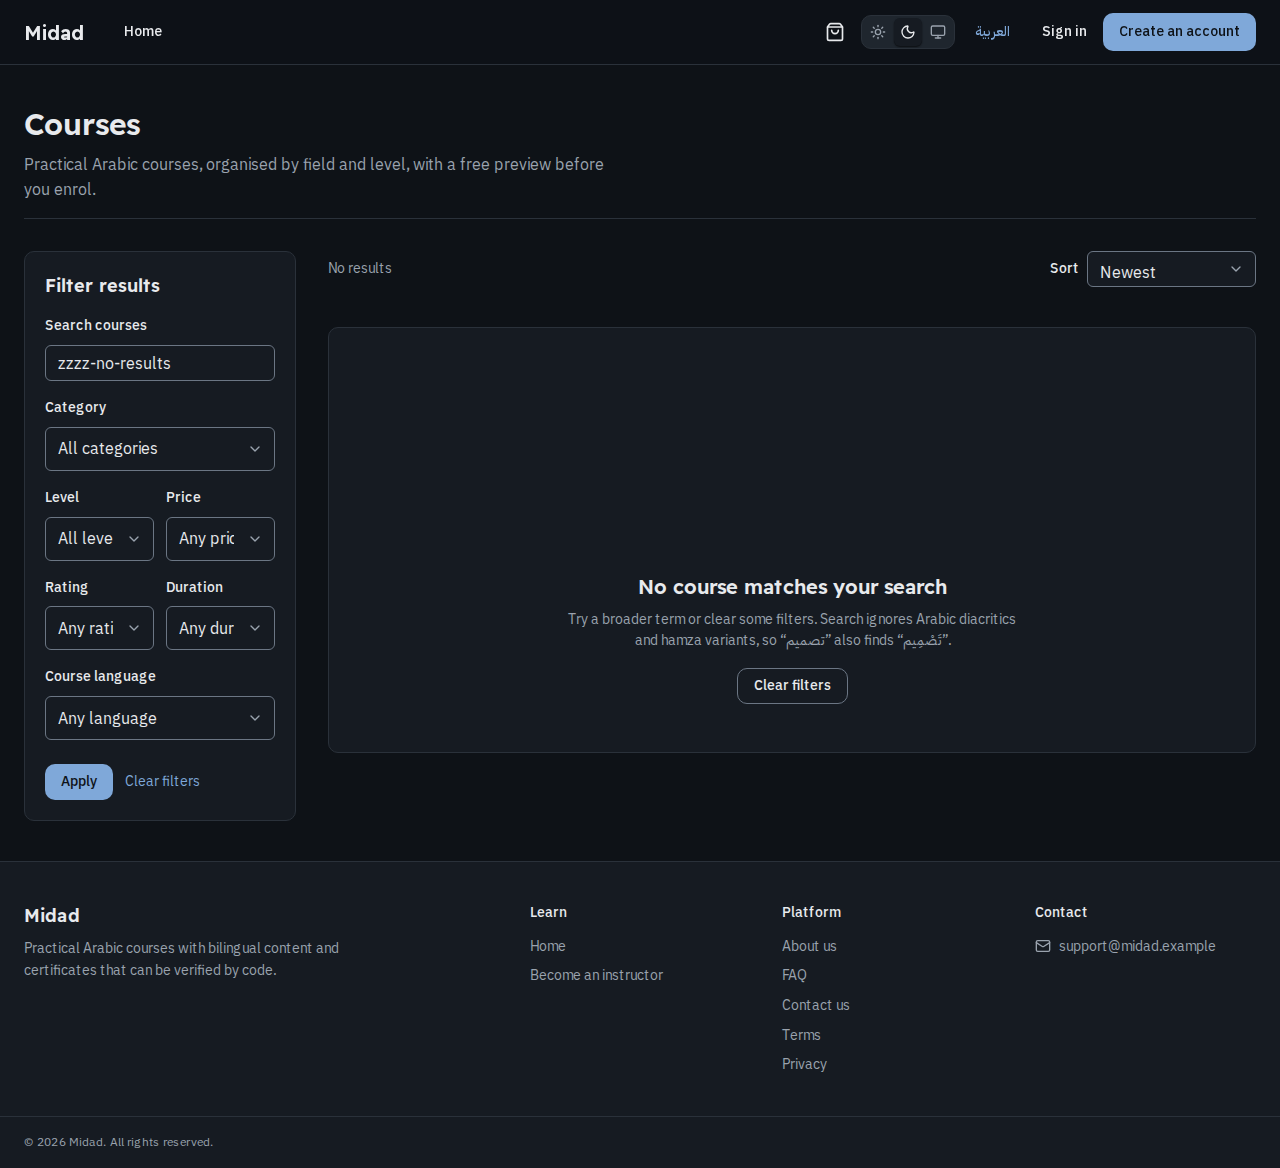 Midad
Home
العربية
Sign in
Create an account
Courses
Practical Arabic courses, organised by field and level, with a free preview before
you enrol.
Filter results
Search courses
zzzz-no-results
Category
All categories
Level
Price
All leve
Any pric
Rating
Duration
Any rati
Any dur
Course language
Any language
Apply
Clear filters
No results
Sort
Newest
No course matches your search
Try a broader term or clear some filters. Search ignores Arabic diacritics
and hamza variants, so “تصميم” also finds “تَصْمِيم”.
Clear filters
Midad
Practical Arabic courses with bilingual content and
certificates that can be verified by code.
Learn
Home
Become an instructor
Platform
About us
FAQ
Contact us
Terms
Privacy
Contact
support@midad.example
© 2026 Midad. All rights reserved.